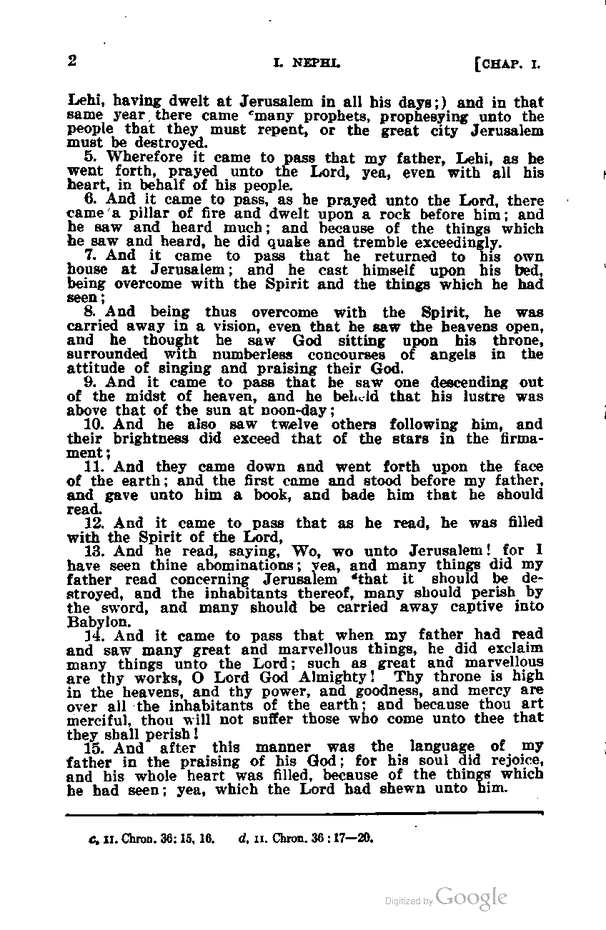 2 I. NEPHI. [CHAP. I.
Lehi, having dwelt at Jerusalem in all his days;) and in that
same year there came cmany prophets, prophesying unto the
people that they must repent, or the great city Jerusalem
must be destroyed.
5. Wherefore it came to pass that my father, Lehi, as he
went forth, prayed unto the Lord, yea, even with all his
heart, in behalf of his people.
6. And it came to pass, as he prayed unto the Lord, there
came a pillar of fire and dwelt upon a rock before him; and
he saw and heard much; and because of the things which
he saw and heard, he did quake and tremble exceedingly.
7. And it came to pass that he returned to his own
house at Jerusalem; and he cast himself upon his bed,
being overcome with the Spirit and the things which he had
seen;
8. And being thus overcome with the Spirit, he was
carried away in a vision, even that he saw the heavens open,
and he thought he saw God sitting upon his throne,
surrounded with numberless concourses of angels in the
attitude of singing and praising their God.
9. And it came to pass that he saw one descending out
of the midst of heaven, and he beheld that his lustre was
above that of the sun at noon-day;
10. And he also saw twelve others following him, and
their brightness did exceed that of the stars in the firma-
ment;
11. And they came down and went forth upon the face
of the earth; and the first came and stood before my father,
and gave unto him a book, and bade him that he should
read.
12. And it came to pass that as he read, he was filled
with the Spirit of the Lord,
13. And he read, saying, Wo, wo unto Jerusalem! for I
have seen thine abominations; yea, and many things did my
father read concerning Jerusalem dthat it should be de-
stroyed, and the inhabitants thereof, many should perish by
the sword, and many should be carried away captive into
Babylon.
14. And it came to pass that when my father had read
and saw many great and marvellous things, he did exclaim
many things unto the Lord; such as great and marvellous
are thy works, O Lord God Almighty! Thy throne is high
in the heavens, and thy power, and goodness, and mercy are
over all the inhabitants of the earth; and because thou art
merciful, thou will not suffer those who come unto thee that
they shall perish!
15. And after this manner was the language of my
father in the praising of his God; for his soul did rejoice,
and his whole heart was filled, because of the things which
he had seen; yea, which the Lord had shewn unto him.
c, II. Chron. 36: 15, 16. d, II. Chron. 36: 17—20.
Digitized by Google